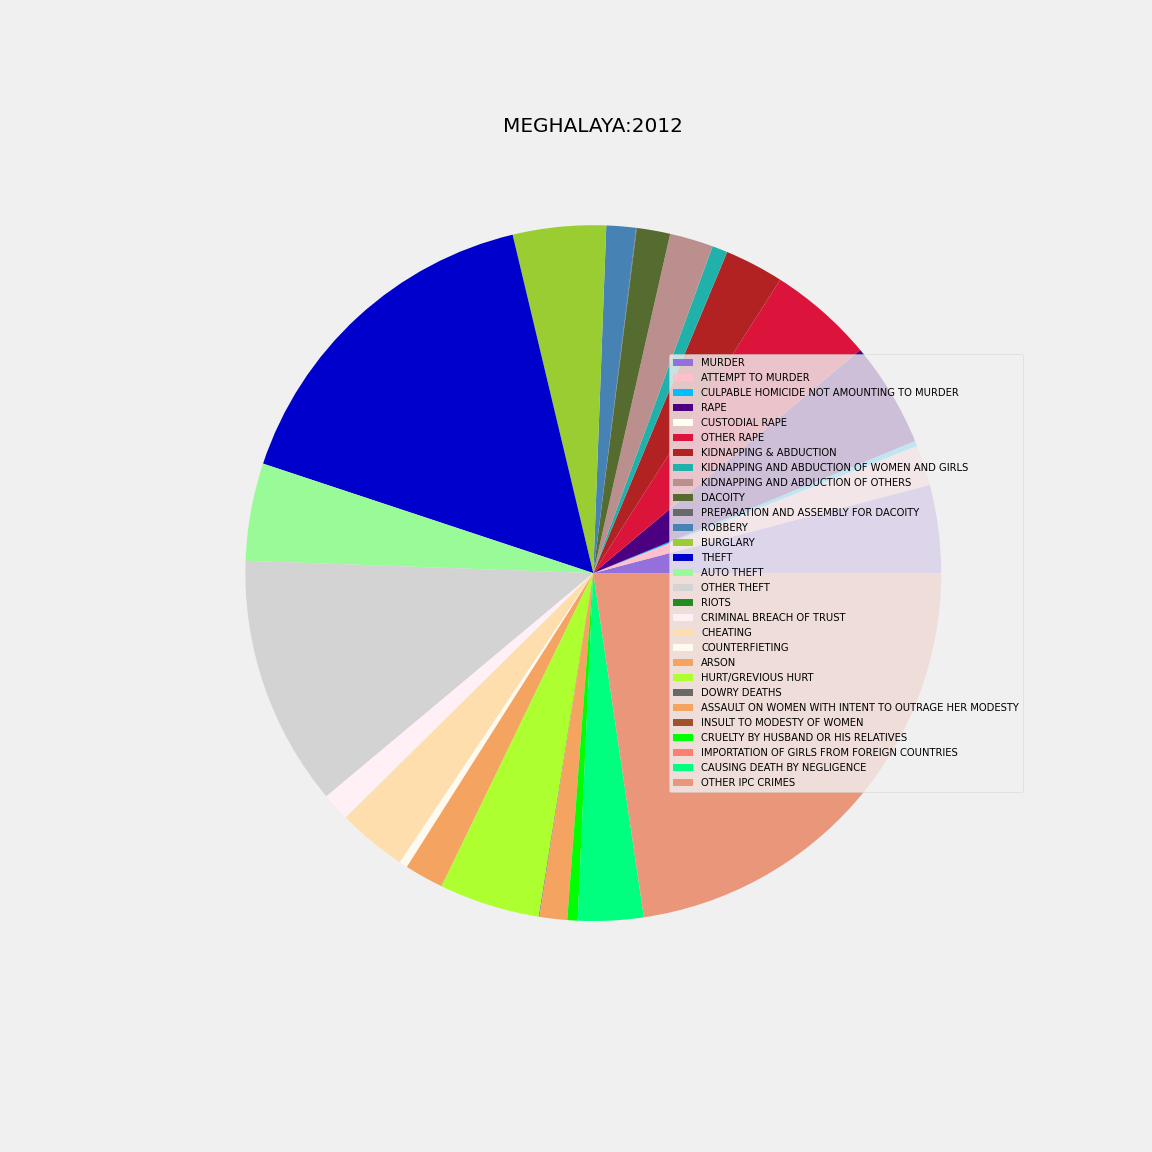 MEGHALAYA:2012
MURDER
ATTEMPT TO MURDER
CULPABLE HOMICIDE NOT AMOUNTING TO MURDER
RAPE
CUSTODIAL RAPE
OTHER RAPE
KIDNAPPING & ABDUCTION
KIDNAPPING AND ABDUCTION OF WOMEN AND GIRLS
KIDNAPPING AND ABDUCTION OF OTHERS
DACOITY
PREPARATION AND ASSEMBLY FOR DACOITY
ROBBERY
BURGLARY
THEFT
AUTO THEFT
OTHER THEFT
RIOTS
CRIMINAL BREACH OF TRUST
CHEATING
COUNTERFIETING
ARSON
HURT/GREVIOUS HURT
DOWRY DEATHS
ASSAULT ON WOMEN WITH INTENT TO OUTRAGE HER MODESTY
INSULT TO MODESTY OF WOMEN
CRUELTY BY HUSBAND OR HIS RELATIVES
IMPORTATION OF GIRLS FROM FOREIGN COUNTRIES
CAUSING DEATH BY NEGLIGENCE
OTHER IPC CRIMES